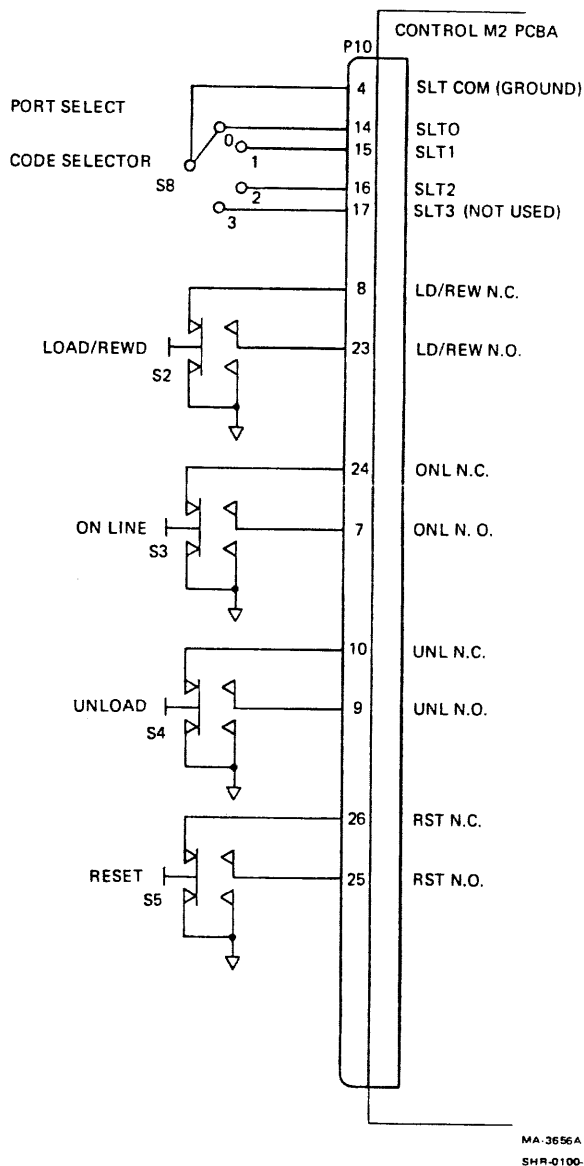 CONTROL M2 PCBA
P10
4 SLT COM (GROUND)
PORT SELECT
14 SLT0
0
15 SLT1
1
CODE SELECTOR
S8
16 SLT2
2
17 SLT3 (NOT USED)
3
8 LD/REW N.C.
LOAD/REWD
S2
23 LD/REW N.O.
24 ONL N.C.
ON LINE
S3
7 ONL N. O.
10 UNL N.C.
UNLOAD
S4
9 UNL N.O.
26 RST N.C.
RESET
S5
25 RST N.O.
MA-3656A
SHR-0100-